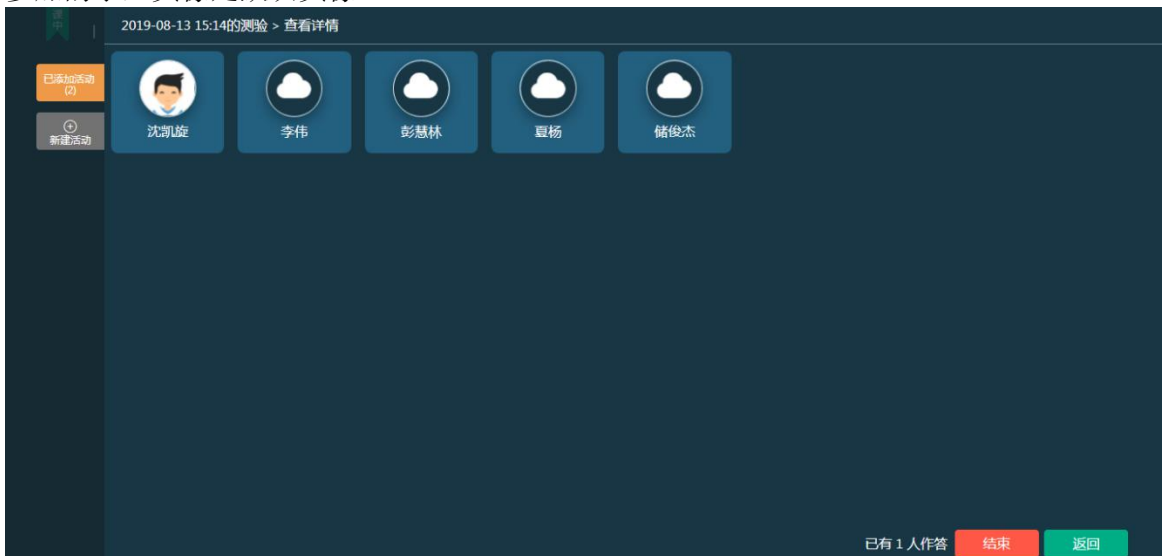 课中
2019-08-13 15:14的测验 > 查看详情
已添加活动
(2)
新建活动
沈凯旋
李伟
彭慧林
夏杨
储俊杰
已有 1 人作答
结束
返回